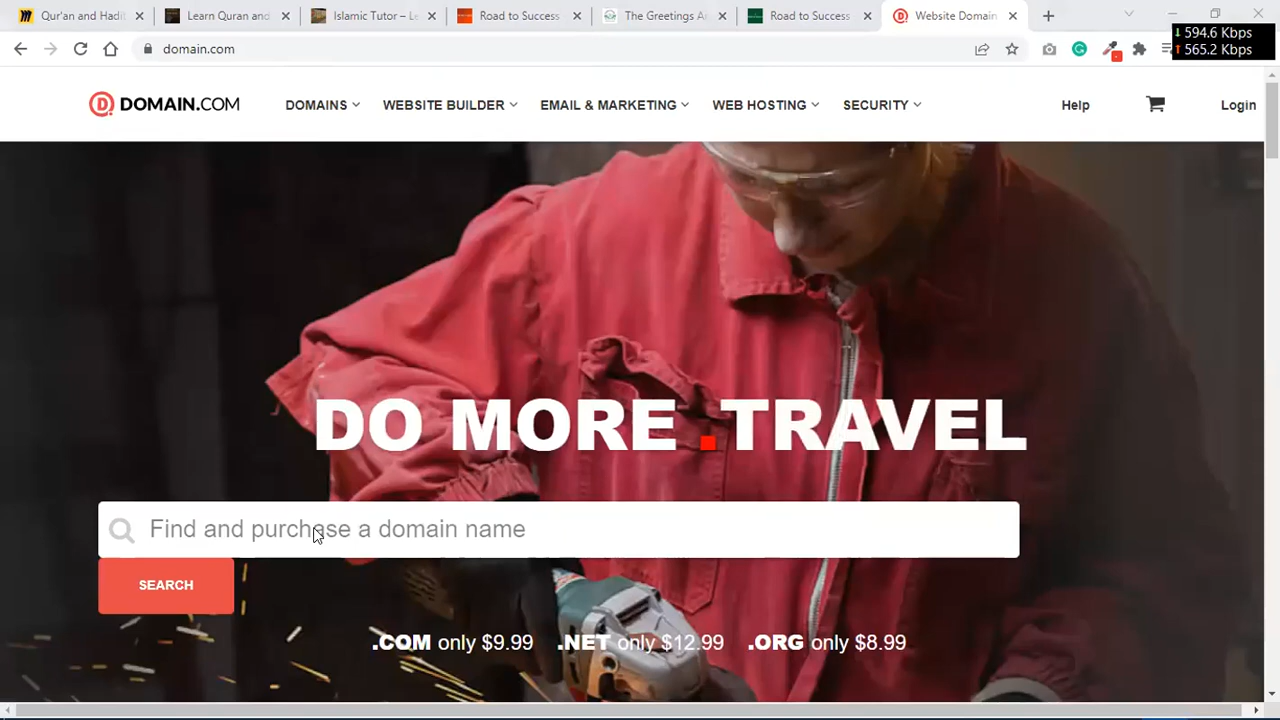 Qur'an and Hadi
Learn Quran and
Islamic Tutor – Le
Road to Success
The Greetings A
Road to Success
Website Domain
↓ 594.6 Kbps
↑ 565.2 Kbps
domain.com
DOMAIN.COM
DOMAINS
WEBSITE BUILDER
EMAIL & MARKETING
WEB HOSTING
SECURITY
Help
Login
DO MORE .TRAVEL
Find and purchase a domain name
SEARCH
.COM only $9.99 .NET only $12.99 .ORG only $8.99